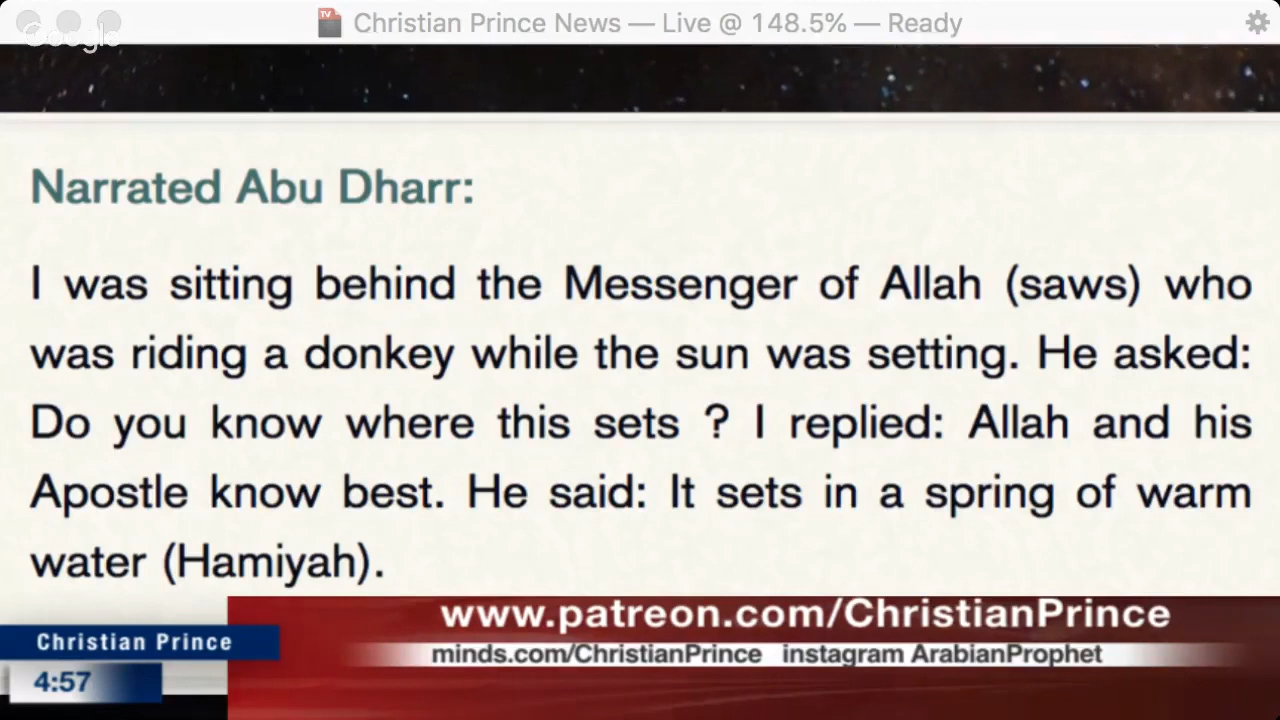 Christian Prince News — Live @ 148.5% — Ready
Google
Narrated Abu Dharr:
I was sitting behind the Messenger of Allah (saws) who
was riding a donkey while the sun was setting. He asked:
Do you know where this sets ? I replied: Allah and his
Apostle know best. He said: It sets in a spring of warm
water (Hamiyah).
www.patreon.com/ChristianPrince
Christian Prince
minds.com/ChristianPrince instagram ArabianProphet
4:57